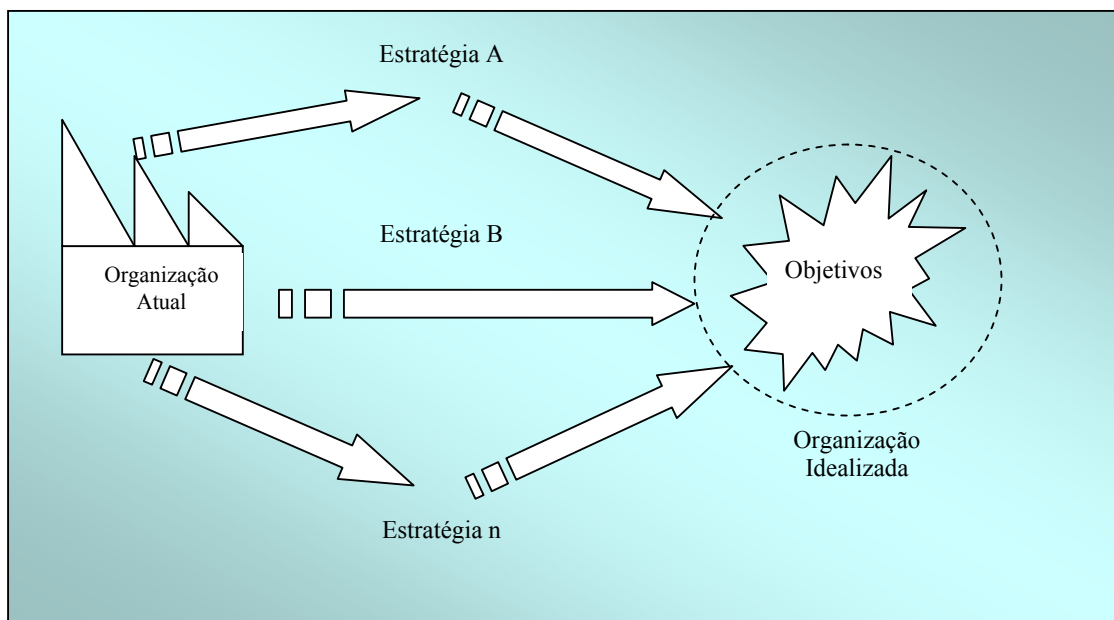 Estratégia A
Estratégia B
Organização
Atual
Objetivos
Organização
Idealizada
Estratégia n